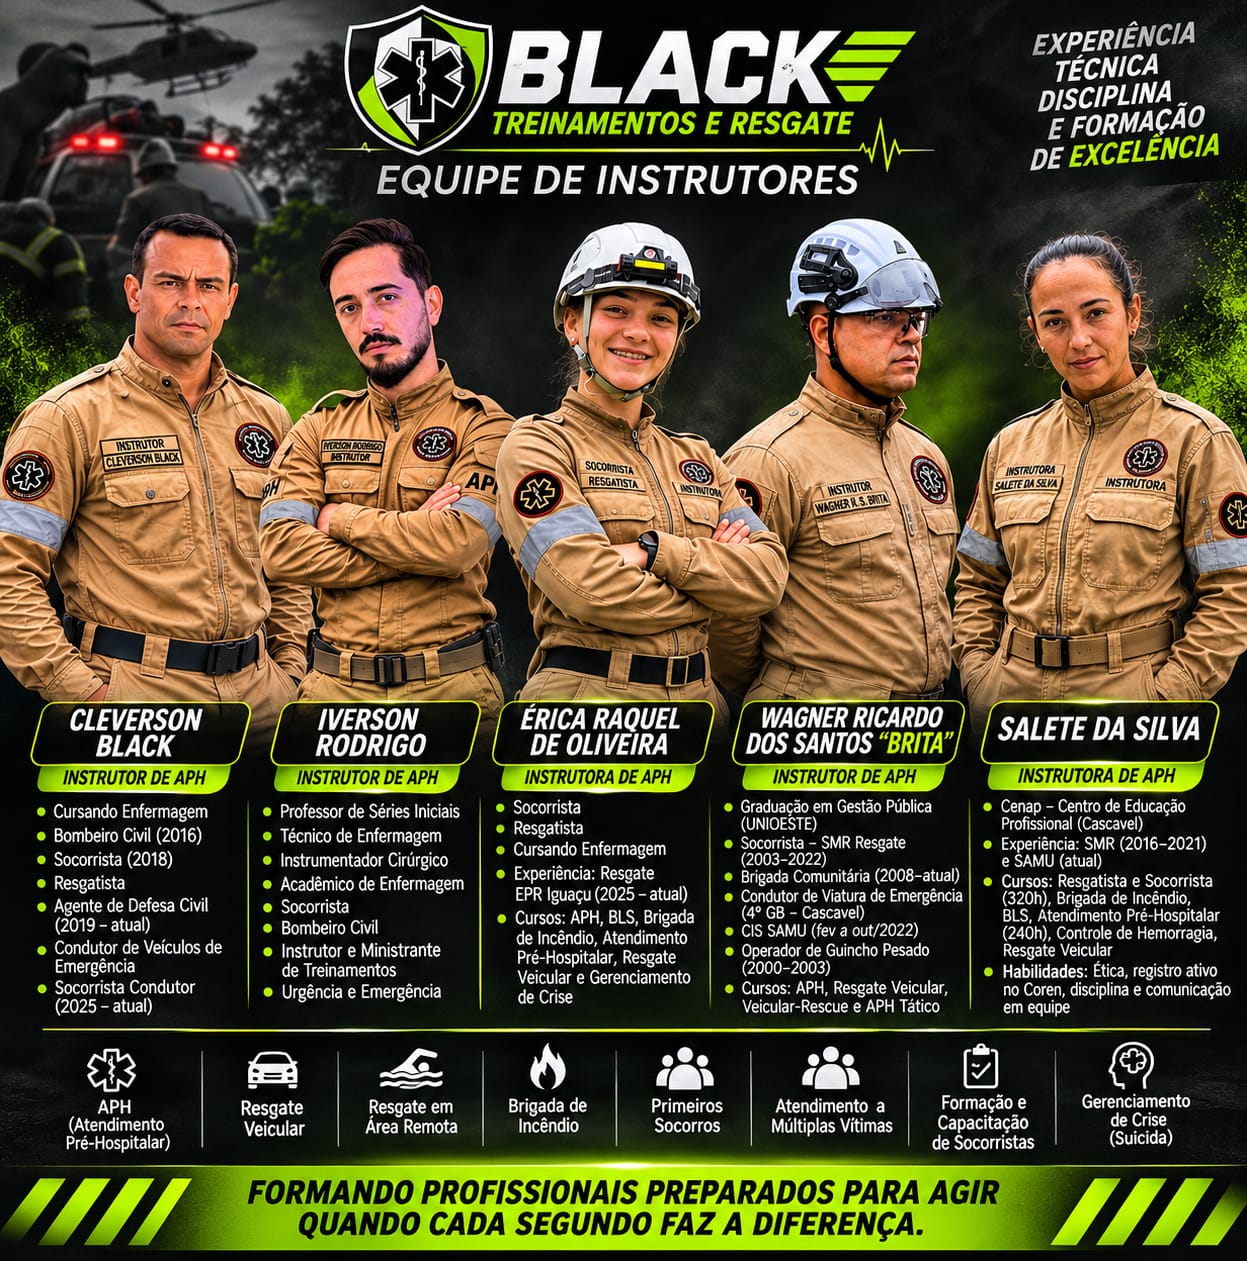 BLACK
TREINAMENTOS E RESGATE
EQUIPE DE INSTRUTORES
EXPERIÊNCIA
TÉCNICA
DISCIPLINA
E FORMAÇÃO
DE EXCELÊNCIA
INSTRUTOR
CLEVERSON BLACK
IVERSON RODRIGO
INSTRUTOR
APH
APH
SOCORRISTA
RESGATISTA
INSTRUTORA
INSTRUTOR
WAGHER R. S. BRITA
INSTRUTORA
SALETE DA SILVA
INSTRUTORA
CLEVERSON
BLACK
INSTRUTOR DE APH
• Cursando Enfermagem
• Bombeiro Civil (2016)
• Socorrista (2018)
• Resgatista
• Agente de Defesa Civil
(2019 – atual)
• Condutor de Veículos de
Emergência
• Socorrista Condutor
(2025 – atual)
IVERSON
RODRIGO
INSTRUTOR DE APH
• Professor de Séries Iniciais
• Técnico de Enfermagem
• Instrumentador Cirúrgico
• Acadêmico de Enfermagem
• Socorrista
• Bombeiro Civil
• Instrutor e Ministrante
de Treinamentos
• Urgência e Emergência
ÉRICA RAQUEL
DE OLIVEIRA
INSTRUTORA DE APH
• Socorrista
• Resgatista
• Cursando Enfermagem
• Experiência: Resgate
EPR Iguaçu (2025 – atual)
• Cursos: APH, BLS, Brigada
de Incêndio, Atendimento
Pré-Hospitalar, Resgate
Veicular e Gerenciamento
de Crise
WAGNER RICARDO
DOS SANTOS "BRITA"
INSTRUTOR DE APH
• Graduação em Gestão Pública
(UNIOESTE)
• Socorrista – SMR Resgate
(2003–2022)
• Brigada Comunitária (2008–atual)
• Condutor de Viatura de Emergência
(4º GB – Cascavel)
• CIS SAMU (fev a out/2022)
• Operador de Guincho Pesado
(2000–2003)
• Cursos: APH, Resgate Veicular,
Veicular-Rescue e APH Tático
SALETE DA SILVA
INSTRUTORA DE APH
• Cenap – Centro de Educação
Profissional (Cascavel)
• Experiência: SMR (2016–2021)
e SAMU (atual)
• Cursos: Resgatista e Socorrista
(320h), Brigada de Incêndio,
BLS, Atendimento Pré-Hospitalar
(240h), Controle de Hemorragia,
Resgate Veicular
• Habilidades: Ética, registro ativo
no Coren, disciplina e comunicação
em equipe
APH
(Atendimento
Pré-Hospitalar)
Resgate
Veicular
Resgate em
Área Remota
Brigada de
Incêndio
Primeiros
Socorros
Atendimento a
Múltiplas Vítimas
Formação e
Capacitação
de Socorristas
Gerenciamento
de Crise
(Suicida)
FORMANDO PROFISSIONAIS PREPARADOS PARA AGIR
QUANDO CADA SEGUNDO FAZ A DIFERENÇA.